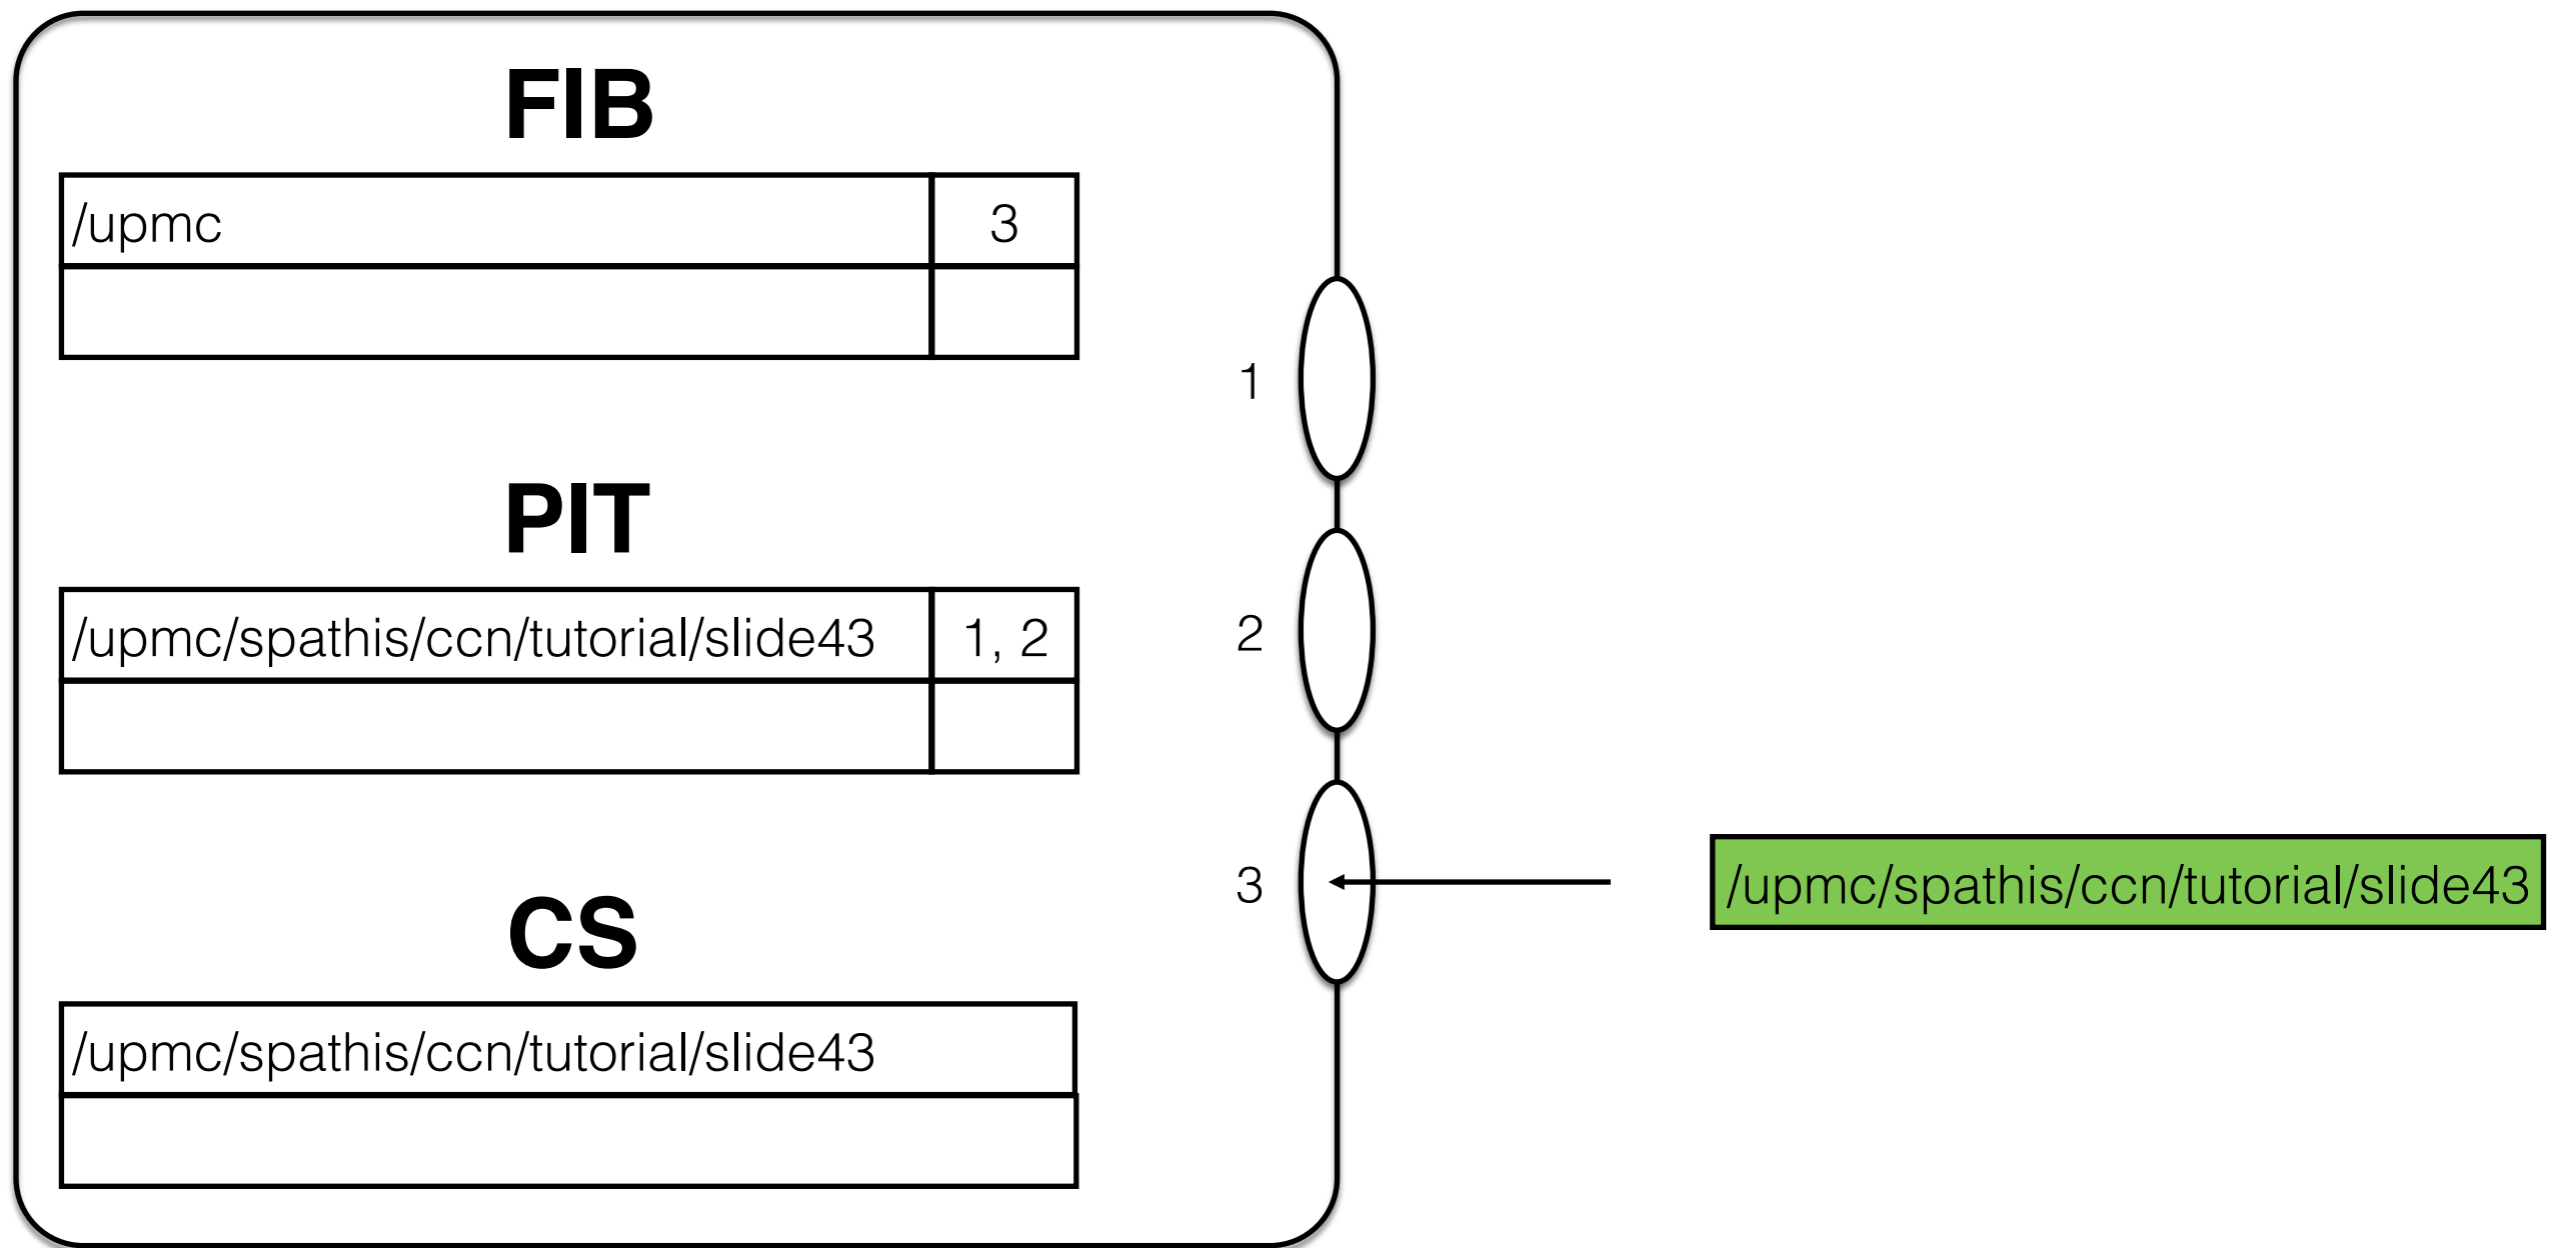 FIB
/upmc 3
PIT
/upmc/spathis/ccn/tutorial/slide43 1, 2
CS
/upmc/spathis/ccn/tutorial/slide43
1
2
3
/upmc/spathis/ccn/tutorial/slide43